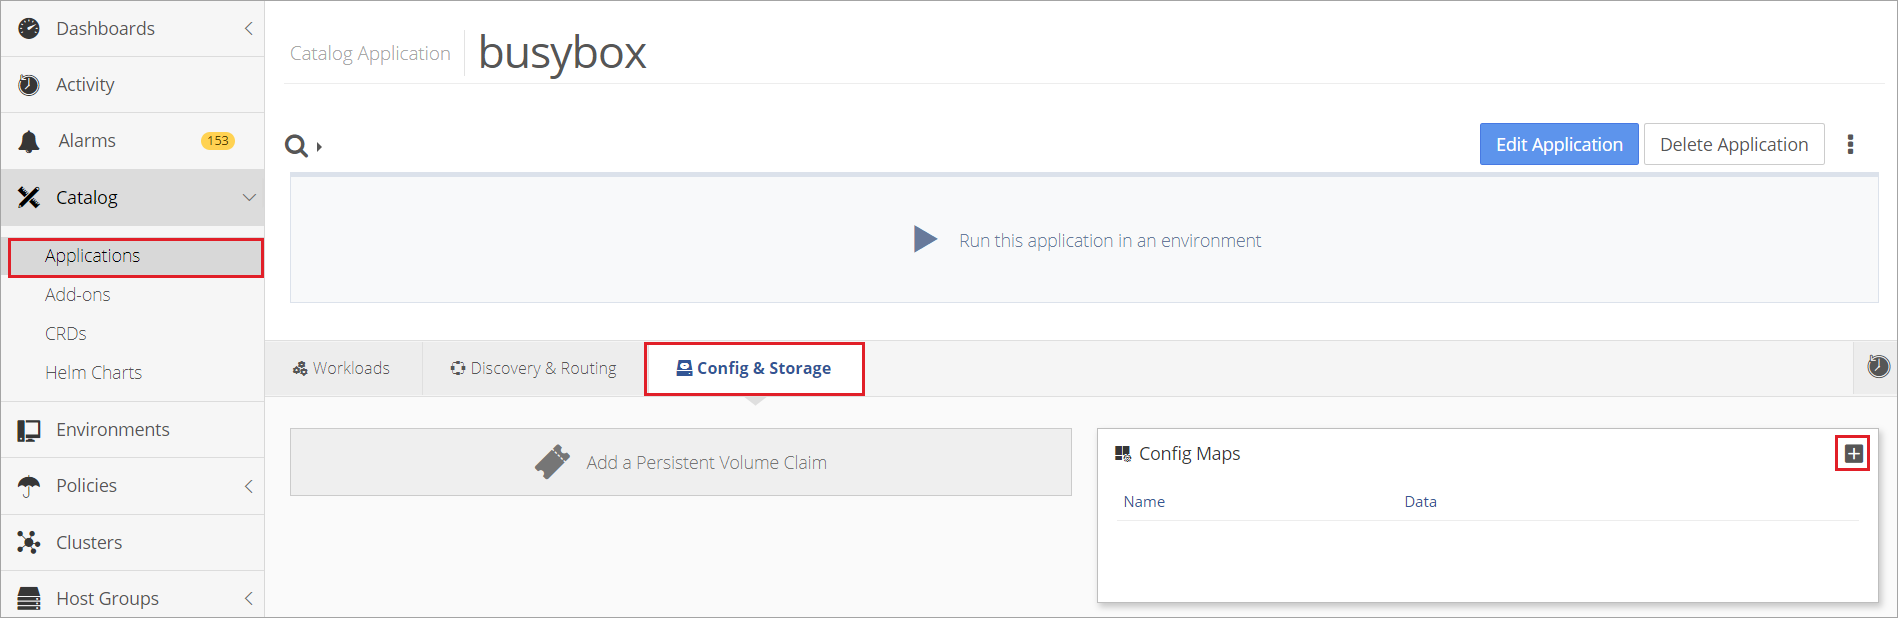 Dashboards
Activity
Alarms 153
Catalog
Applications
Add-ons
CRDs
Helm Charts
Environments
Policies
Clusters
Host Groups
Catalog Application busybox
Edit Application Delete Application
Run this application in an environment
Workloads Discovery & Routing Config & Storage
Add a Persistent Volume Claim
Config Maps
Name Data